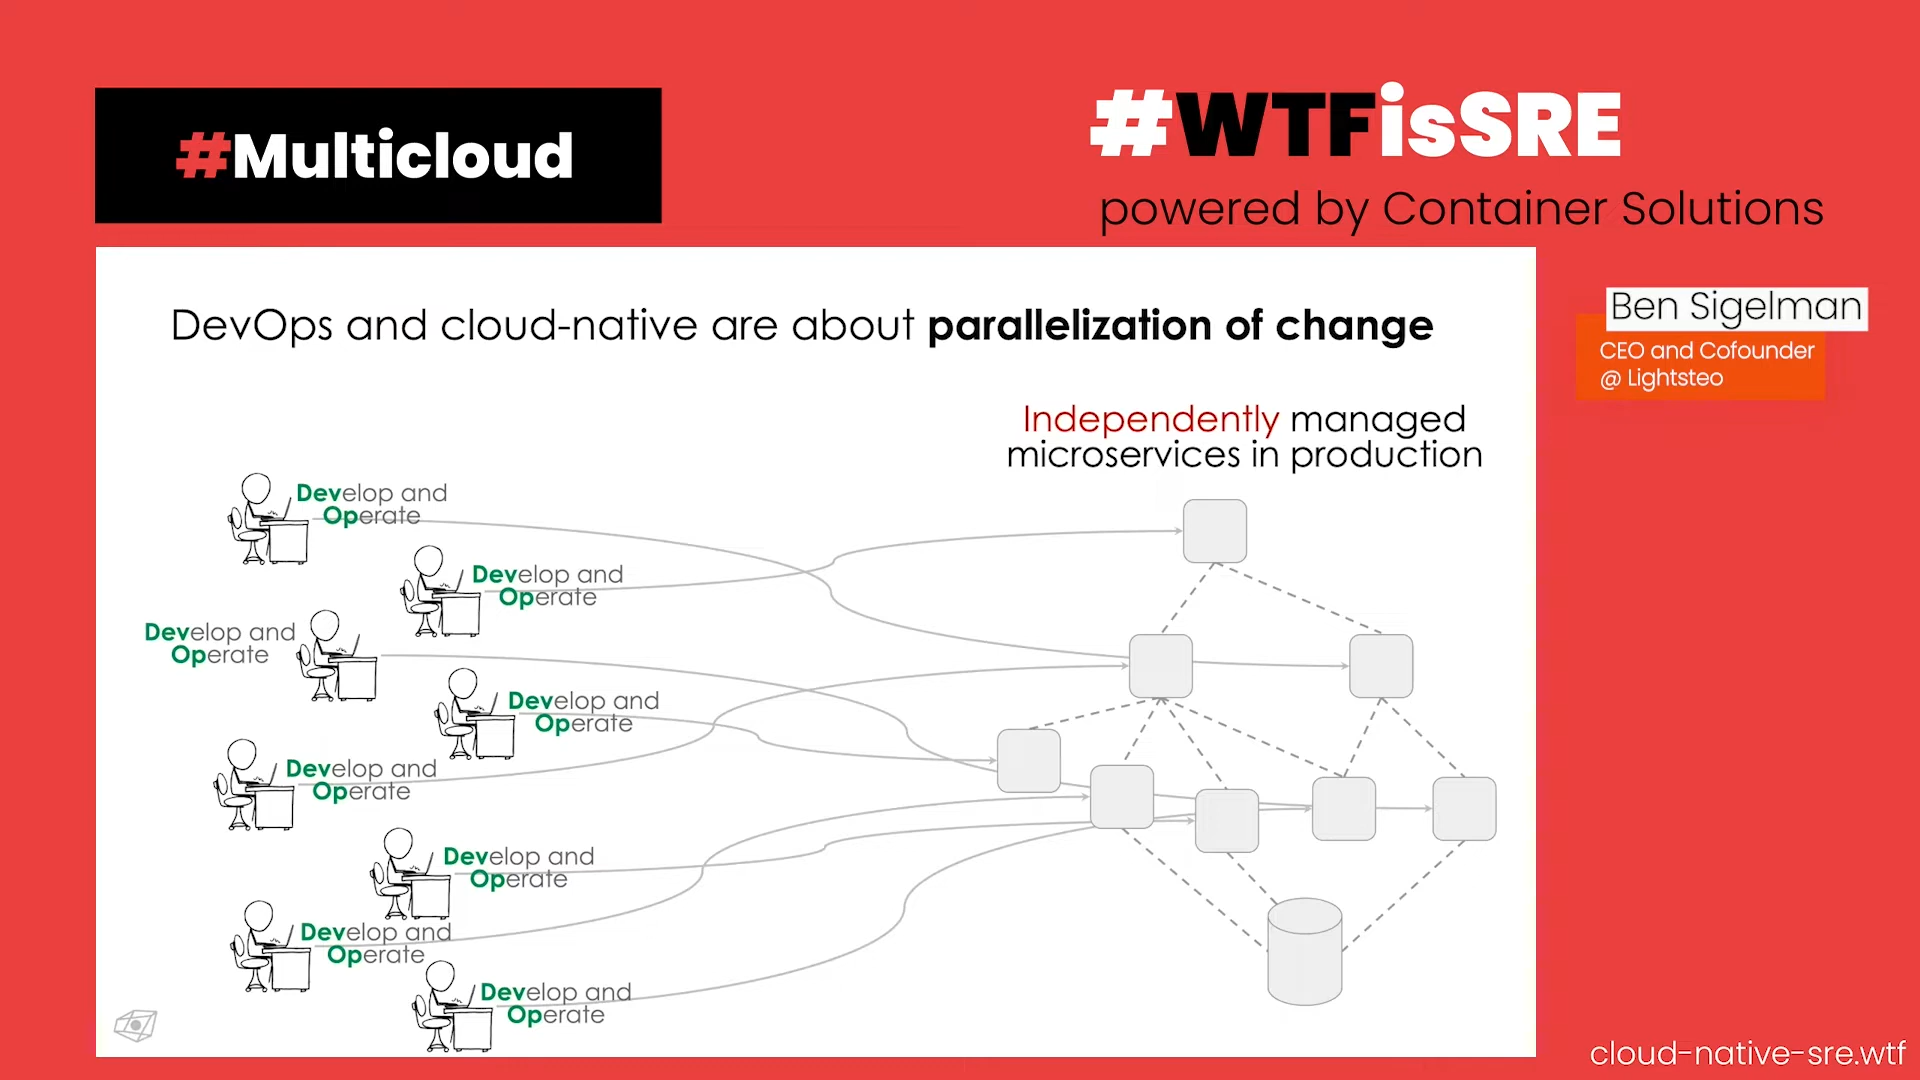 #Multicloud
#WTFisSRE
powered by Container Solutions
DevOps and cloud-native are about parallelization of change
Ben Sigelman
CEO and Cofounder
@ Lightsteo
Independently managed
microservices in production
Develop and
Operate
Develop and
Operate
Develop and
Operate
Develop and
Operate
Develop and
Operate
Develop and
Operate
Develop and
Operate
Develop and
Operate
cloud-native-sre.wtf